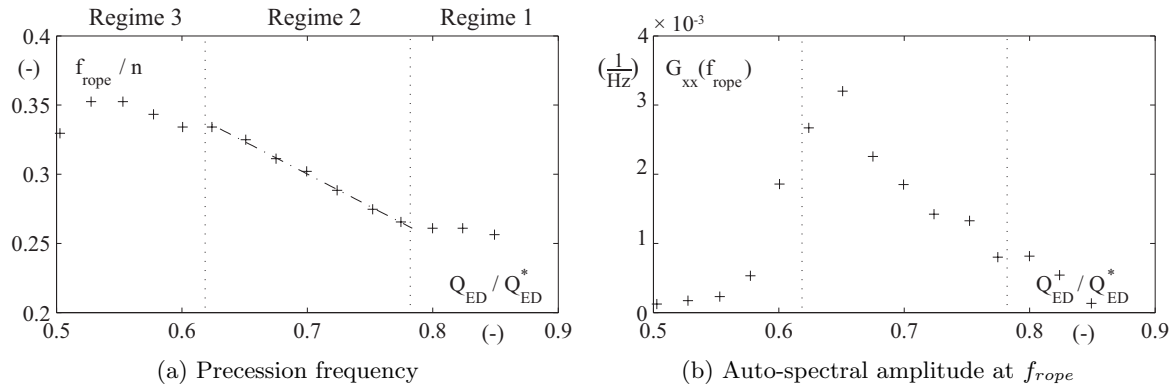 Regime 3 Regime 2 Regime 1
0.4
(-)
f_rope / n
0.35
0.3
0.25
0.2
Q_ED / Q*_ED
(-)
0.5 0.6 0.7 0.8 0.9
(a) Precession frequency
4 × 10⁻³
(1/Hz)
G_xx(f_rope)
3
2
1
0
Q_ED / Q*_ED
(-)
0.5 0.6 0.7 0.8 0.9
(b) Auto-spectral amplitude at f_rope